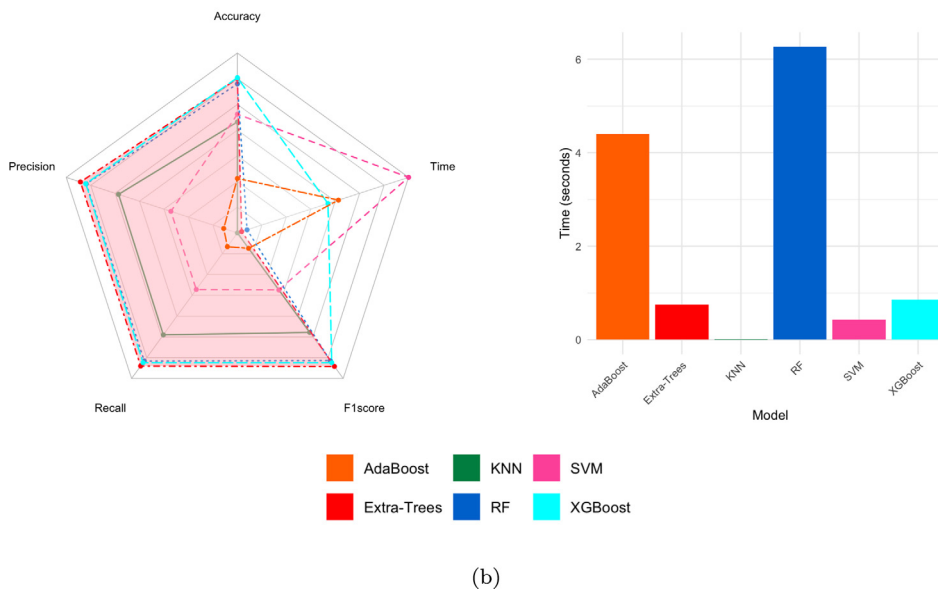 Accuracy
Precision
Time
Recall
F1score
Time (seconds)
6
4
2
0
AdaBoost
Extra-Trees
KNN
RF
SVM
XGBoost
Model
AdaBoost KNN SVM
Extra-Trees RF XGBoost
(b)